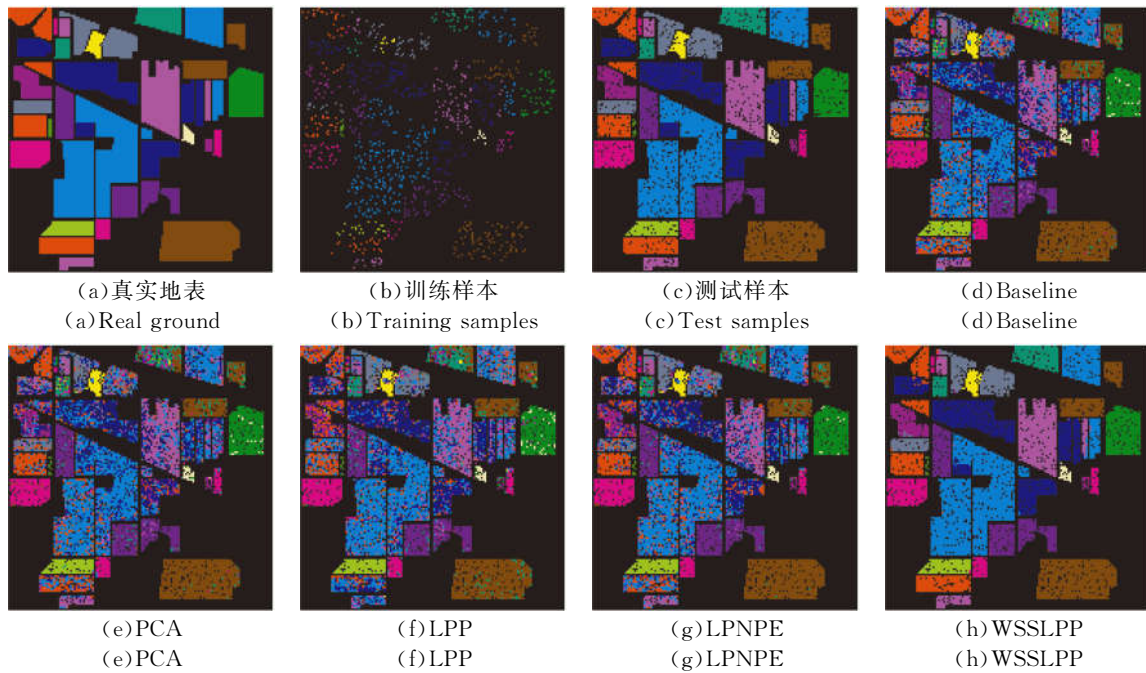 (a)真实地表
(b)训练样本
(c)测试样本
(d)Baseline
(a)Real ground
(b)Training samples
(c)Test samples
(d)Baseline
(e)PCA
(f)LPP
(g)LPNPE
(h)WSSLPP
(e)PCA
(f)LPP
(g)LPNPE
(h)WSSLPP